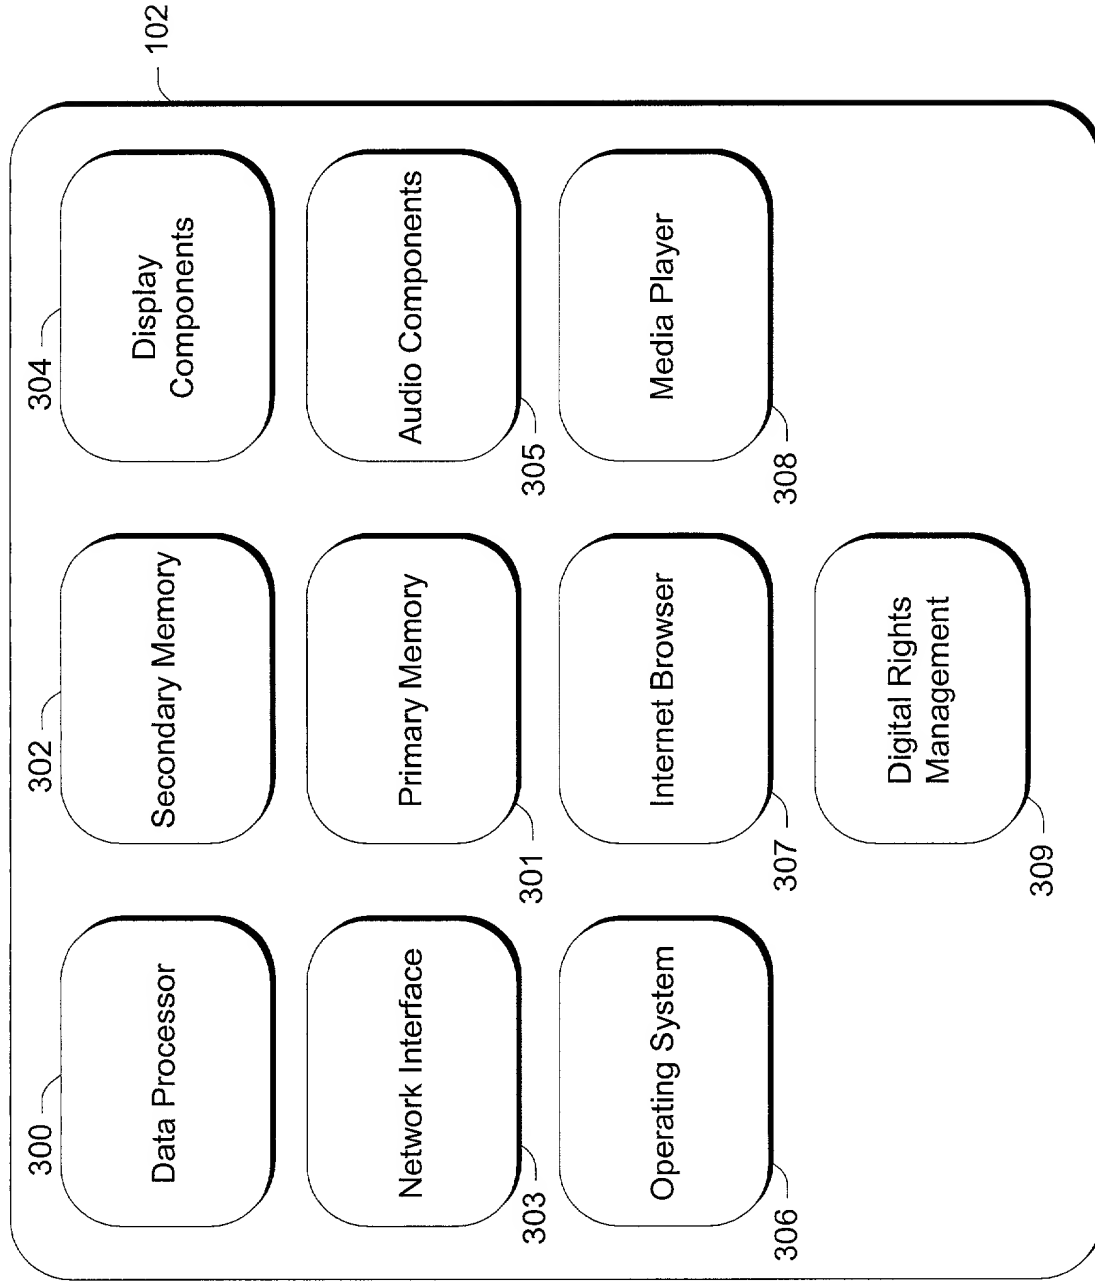 300
302
304
Data Processor
Secondary Memory
Display
Components
102
Network Interface
Primary Memory
Audio Components
303
301
305
Operating System
Internet Browser
Media Player
306
307
308
Digital Rights
Management
309